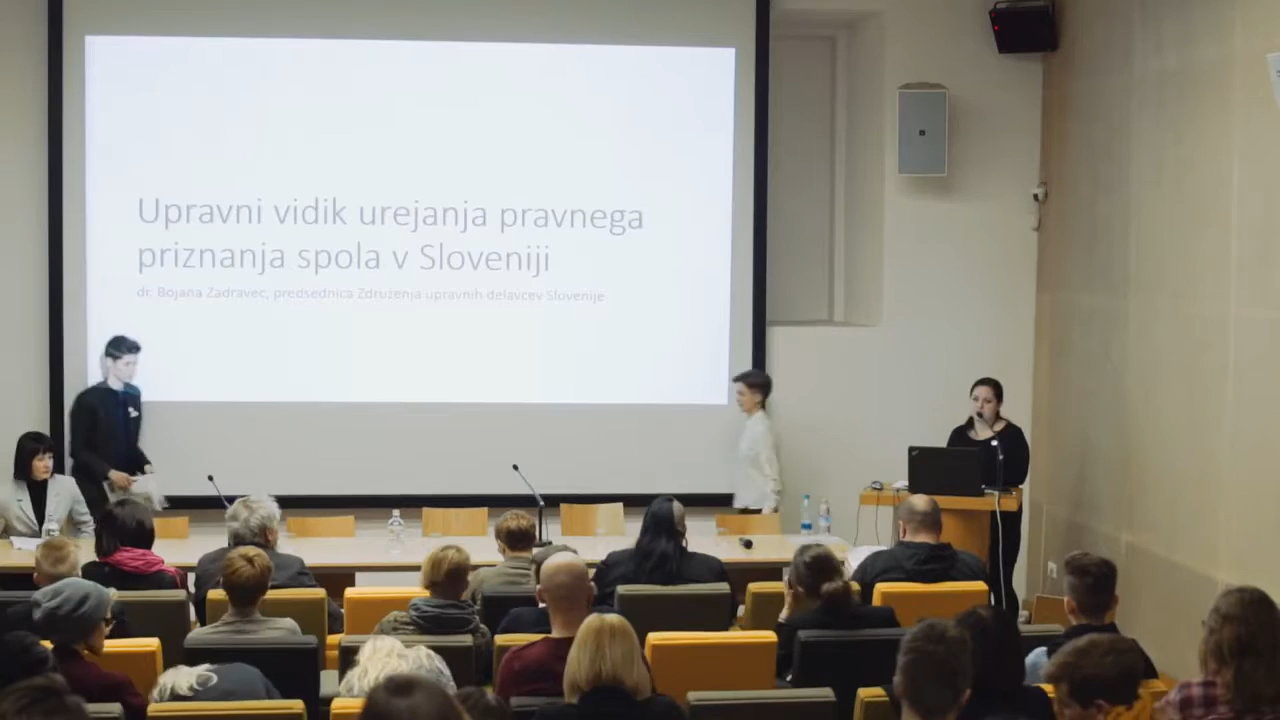 Upravni vidik urejanja pravnega
priznanja spola v Sloveniji
dr. Bojana Zadravec, predsednica Združenja upravnih delavcev Slovenije